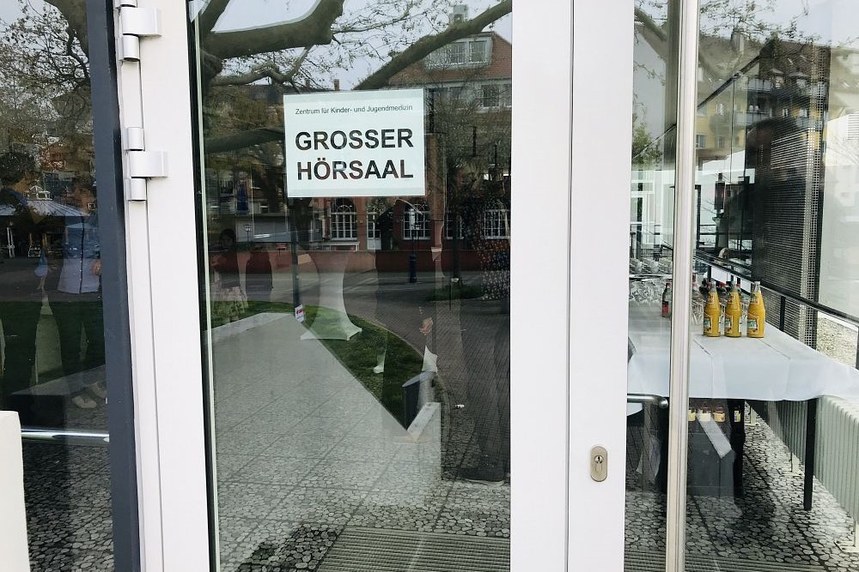 Zentrum für Kinder- und Jugendmedizin
GROSSER
HÖRSAAL